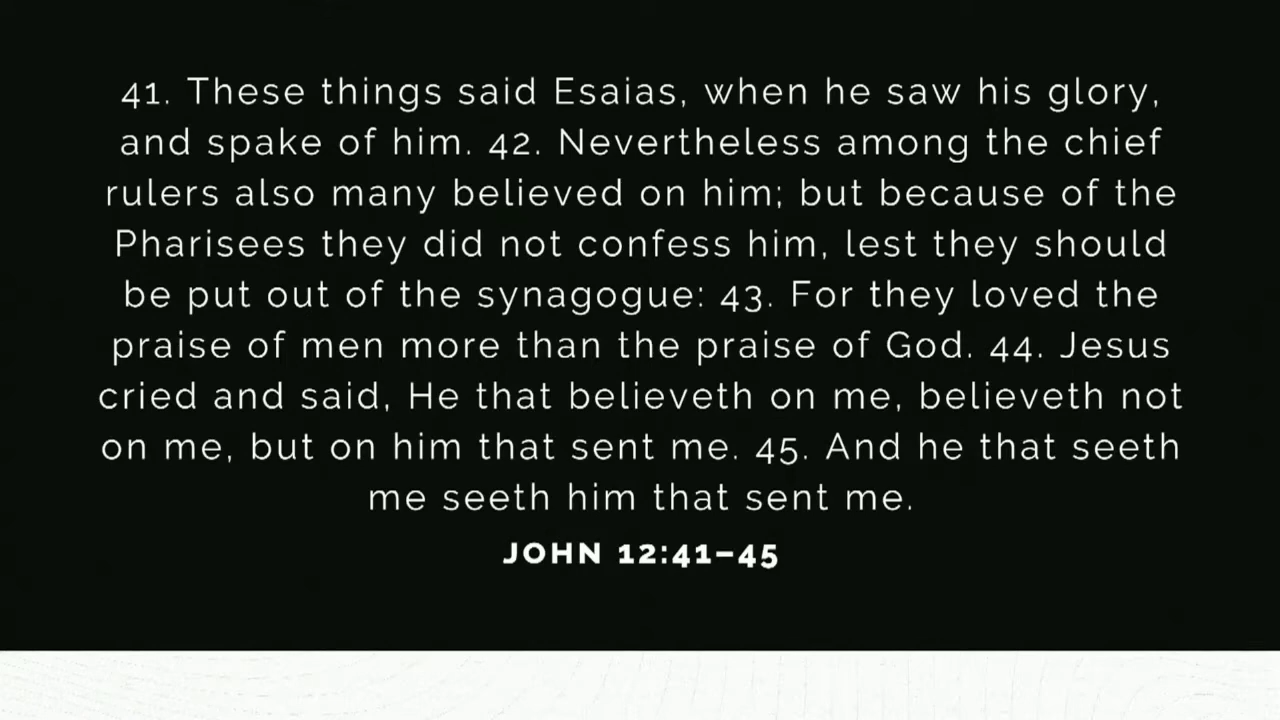 41. These things said Esaias, when he saw his glory,
and spake of him. 42. Nevertheless among the chief
rulers also many believed on him; but because of the
Pharisees they did not confess him, lest they should
be put out of the synagogue: 43. For they loved the
praise of men more than the praise of God. 44. Jesus
cried and said, He that believeth on me, believeth not
on me, but on him that sent me. 45. And he that seeth
me seeth him that sent me.
JOHN 12:41–45